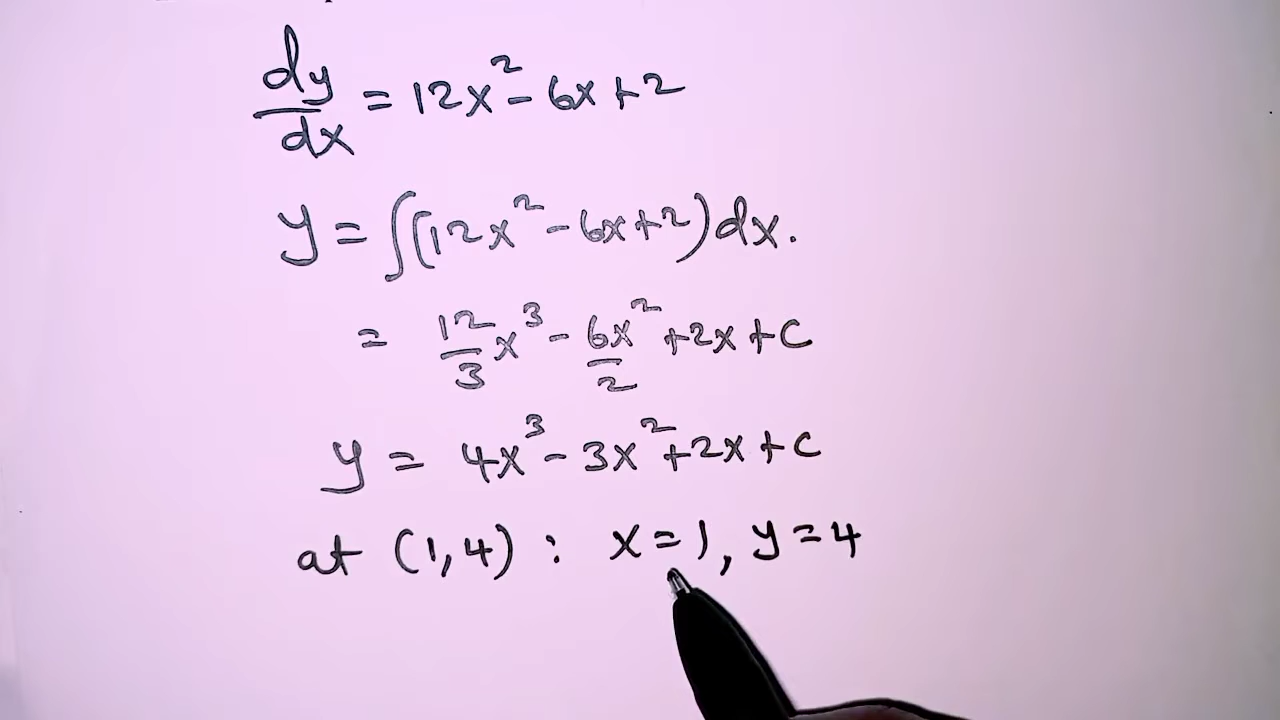 dy/dx = 12x² - 6x + 2
y = ∫(12x² - 6x + 2)dx.
= 12/3 x³ - 6x²/2 + 2x + c
y = 4x³ - 3x² + 2x + c
at (1,4) : x = 1, y = 4